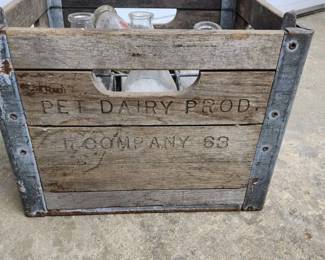 PET DAIRY PROD.
COMPANY 63